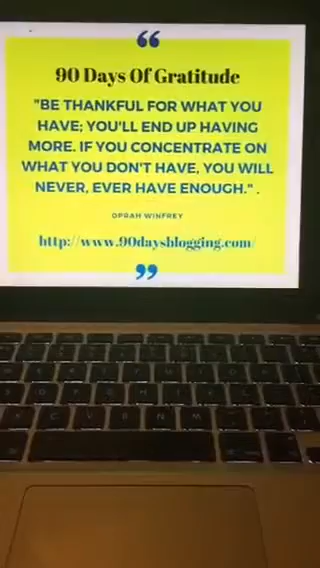 “
90 Days Of Gratitude
"BE THANKFUL FOR WHAT YOU
HAVE; YOU'LL END UP HAVING
MORE. IF YOU CONCENTRATE ON
WHAT YOU DON'T HAVE, YOU WILL
NEVER, EVER HAVE ENOUGH." .
OPRAH WINFREY
http://www.90daysblogging.com/
”